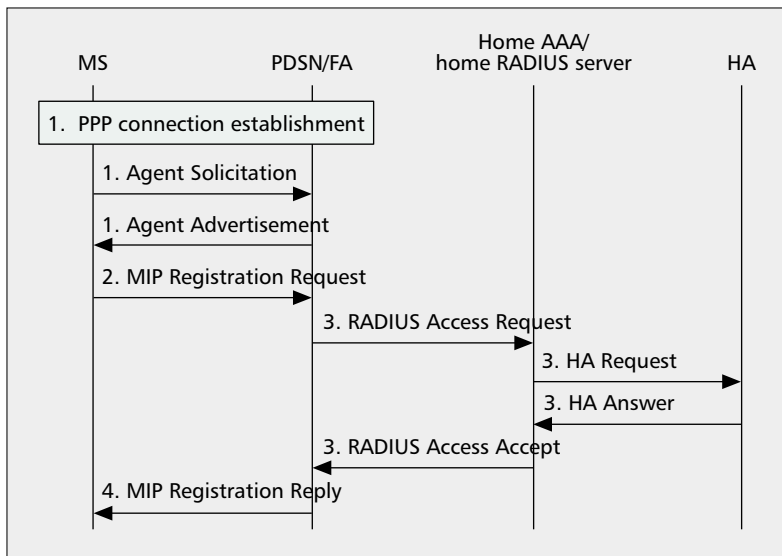 MS
PDSN/FA
Home AAA/
home RADIUS server
HA
1. PPP connection establishment
1. Agent Solicitation
1. Agent Advertisement
2. MIP Registration Request
3. RADIUS Access Request
3. HA Request
3. HA Answer
3. RADIUS Access Accept
4. MIP Registration Reply